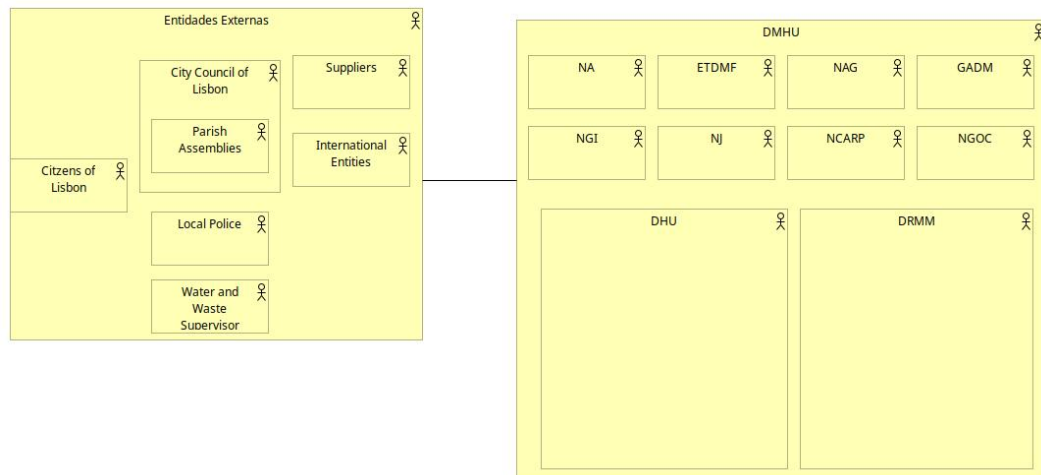 Entidades Externas
City Council of
Lisbon
Parish
Assemblies
Suppliers
International
Entities
Citzens of
Lisbon
Local Police
Water and
Waste
Supervisor
DMHU
NA
ETDMF
NAG
GADM
NGI
NJ
NCARP
NGOC
DHU
DRMM